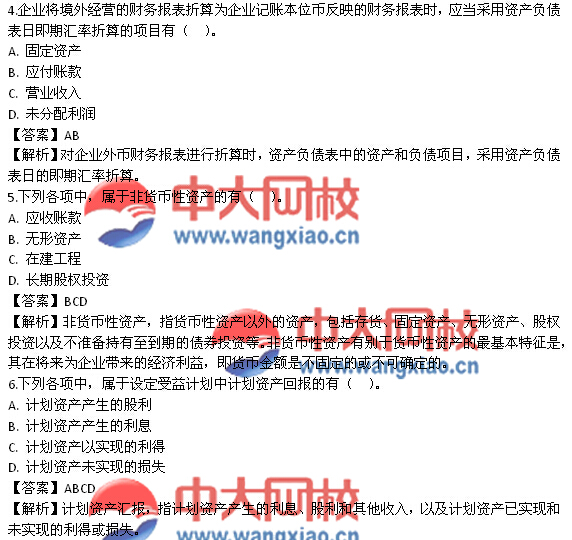 4.企业将境外经营的财务报表折算为企业记账本位币反映的财务报表时，应当采用资产负债
表日即期汇率折算的项目有（　）。
A. 固定资产
B. 应付账款
C. 营业收入
D. 未分配利润
【答案】AB
【解析】对企业外币财务报表进行折算时，资产负债表中的资产和负债项目，采用资产负债
表日的即期汇率折算。
5.下列各项中，属于非货币性资产的有（　）。
A. 应收账款
B. 无形资产
C. 在建工程
D. 长期股权投资
【答案】BCD
【解析】非货币性资产，指货币性资产以外的资产，包括存货、固定资产、无形资产、股权
投资以及不准备持有至到期的债券投资等。非货币性资产有别于货币性资产的最基本特征是，
其在将来为企业带来的经济利益，即货币金额是不固定的或不可确定的。
6.下列各项中，属于设定受益计划中计划资产回报的有（　）。
A. 计划资产产生的股利
B. 计划资产产生的利息
C. 计划资产以实现的利得
D. 计划资产未实现的损失
【答案】ABCD
【解析】计划资产汇报，指计划资产产生的利息、股利和其他收入，以及计划资产已实现和
未实现的利得或损失。
中大网校
www.wangxiao.cn
中大网校
www.wangxiao.cn
中大网校
www.wangxiao.cn